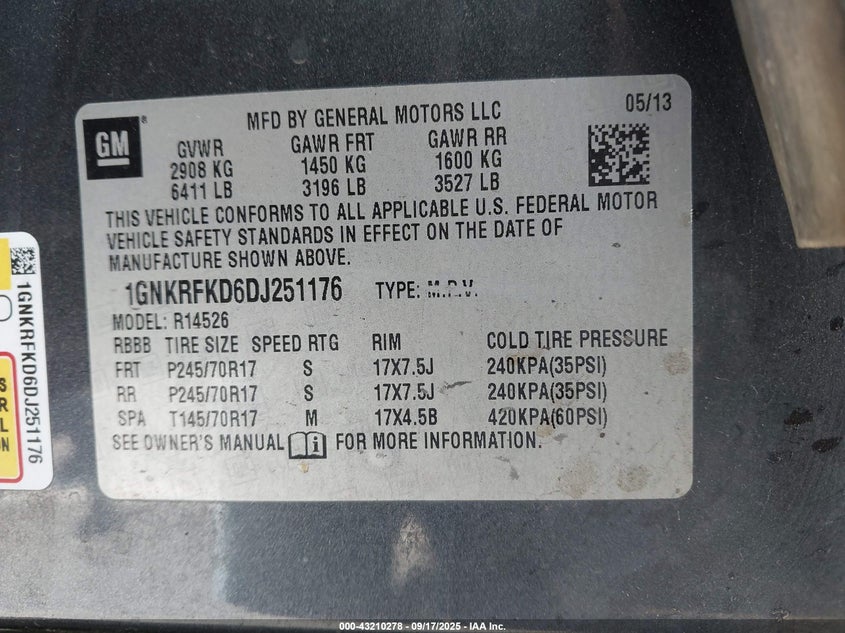 05/13
MFD BY GENERAL MOTORS LLC
GM
GVWR GAWR FRT GAWR RR
2908 KG 1450 KG 1600 KG
6411 LB 3196 LB 3527 LB
THIS VEHICLE CONFORMS TO ALL APPLICABLE U.S. FEDERAL MOTOR
VEHICLE SAFETY STANDARDS IN EFFECT ON THE DATE OF
MANUFACTURE SHOWN ABOVE.
1GNKRFKD6DJ251176 TYPE: M.P.V.
MODEL: R14526
RBBB TIRE SIZE SPEED RTG RIM COLD TIRE PRESSURE
FRT P245/70R17 S 17X7.5J 240KPA(35PSI)
RR P245/70R17 S 17X7.5J 240KPA(35PSI)
SPA T145/70R17 M 17X4.5B 420KPA(60PSI)
SEE OWNER'S MANUAL FOR MORE INFORMATION.
1GNKRFKD6DJ251176
000-43210278 - 09/17/2025 - IAA Inc.